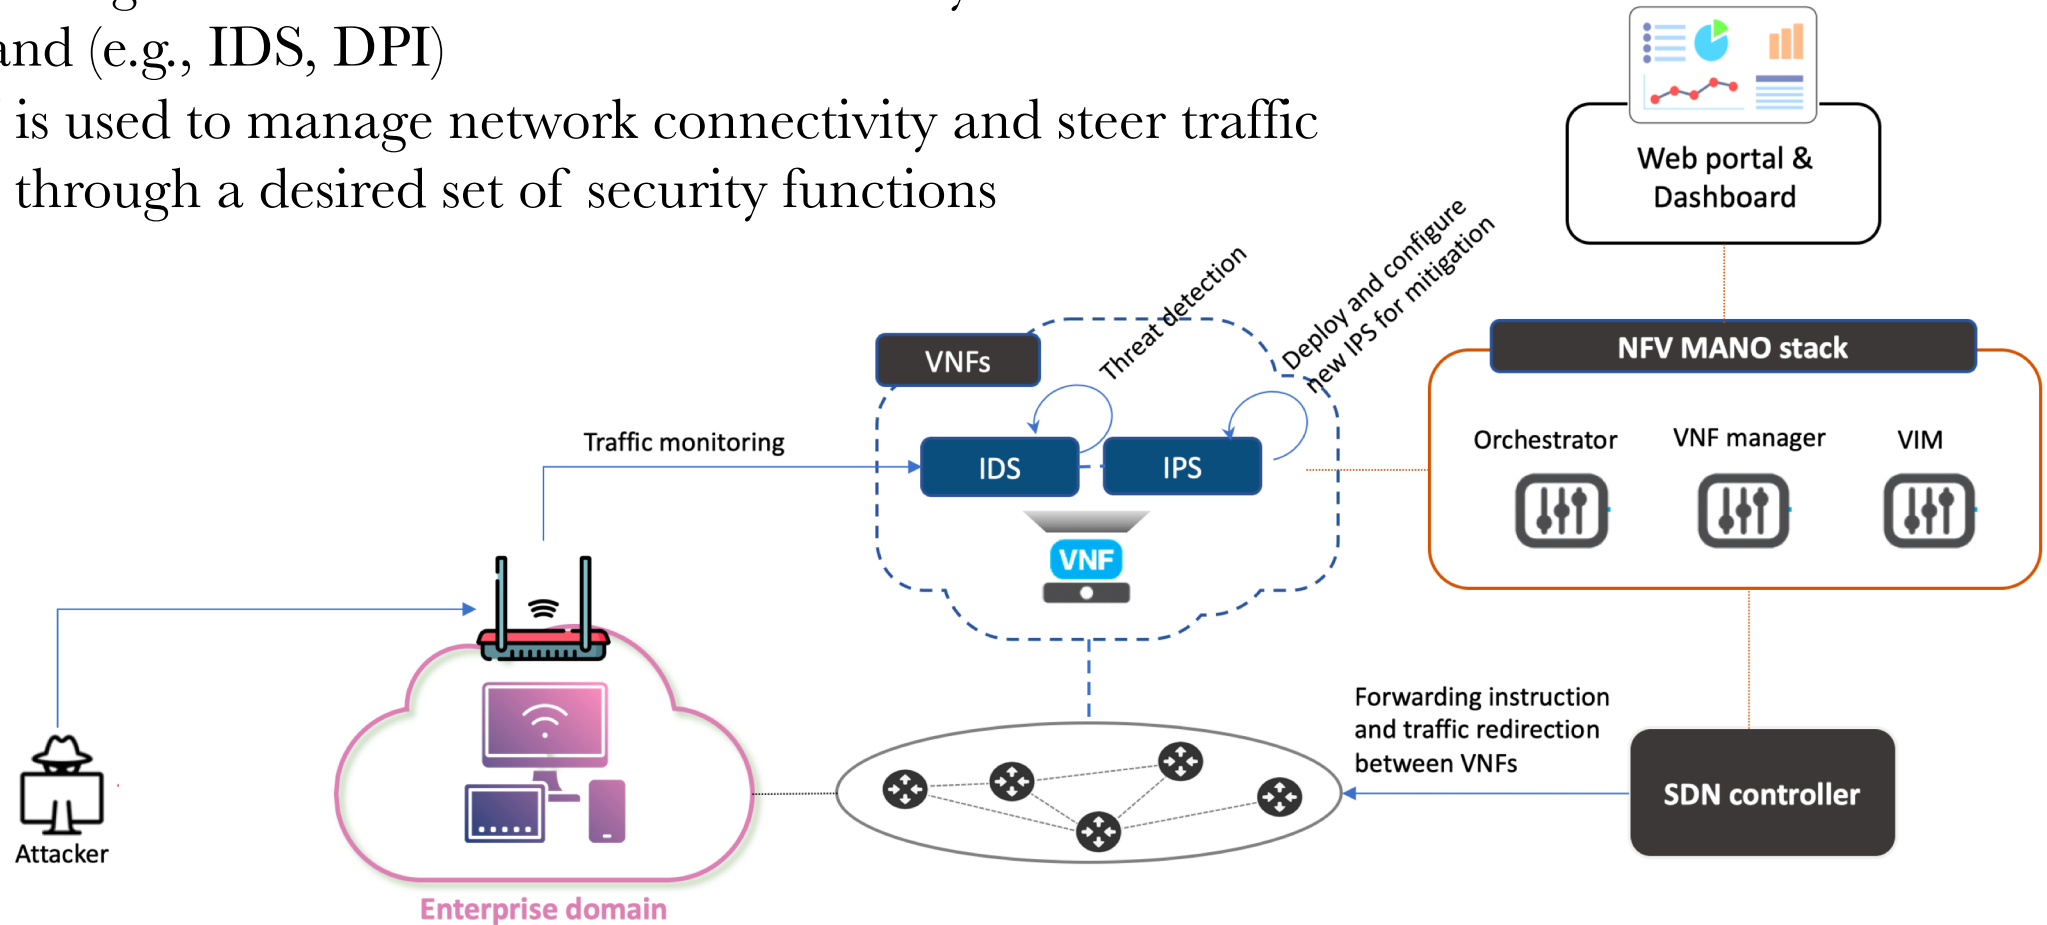 and (e.g., IDS, DPI)
is used to manage network connectivity and steer traffic
through a desired set of security functions
Web portal &
Dashboard
Threat detection
Deploy and configure
new IPS for mitigation
VNFs
NFV MANO stack
Traffic monitoring
IDS
IPS
Orchestrator
VNF manager
VIM
VNF
Forwarding instruction
and traffic redirection
between VNFs
SDN controller
Attacker
Enterprise domain